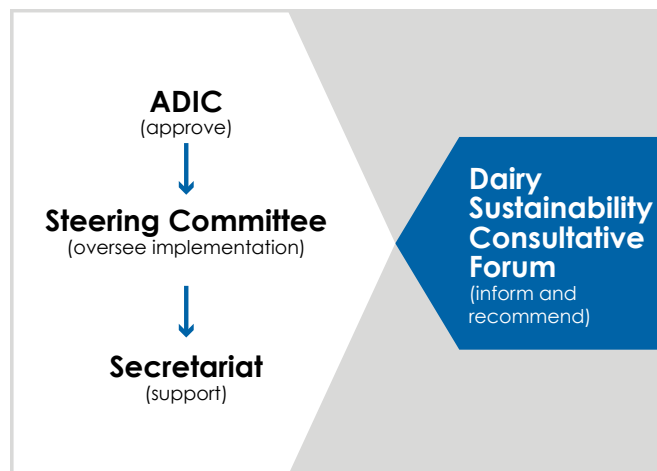 ADIC
(approve)
Steering Committee
(oversee implementation)
Secretariat
(support)
Dairy
Sustainability
Consultative
Forum
(inform and
recommend)